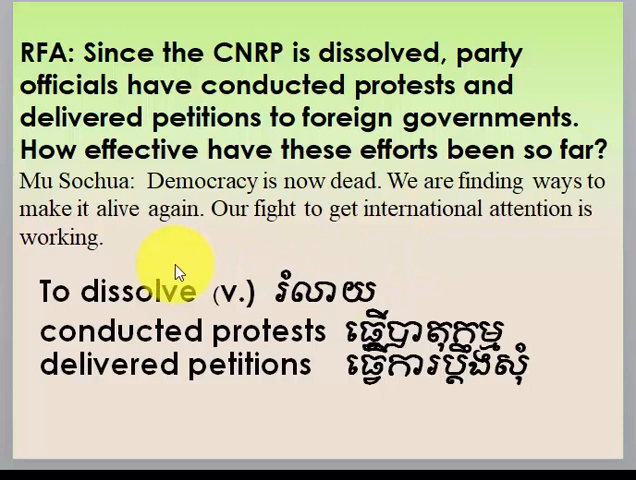 RFA: Since the CNRP is dissolved, party
officials have conducted protests and
delivered petitions to foreign governments.
How effective have these efforts been so far?
Mu Sochua: Democracy is now dead. We are finding ways to
make it alive again. Our fight to get international attention is
working.
To dissolve (v.) រំលាយ
conducted protests ធ្វើបាតុកម្ម
delivered petitions ធ្វើការប្ដឹងសុំ